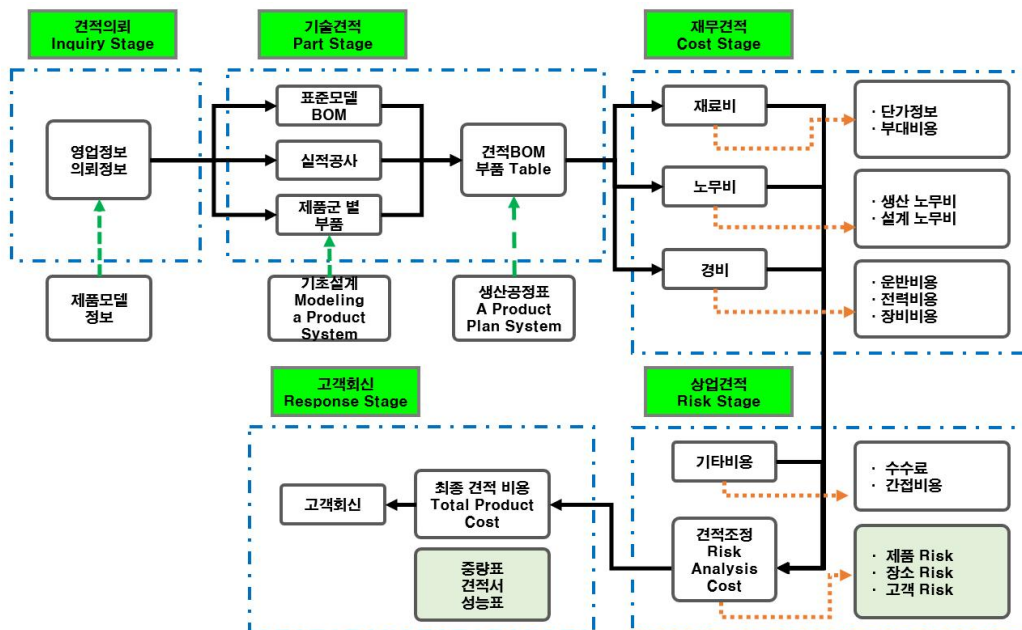 견적의뢰
Inquiry Stage
기술견적
Part Stage
재무견적
Cost Stage
영업정보
의뢰정보
표준모델
BOM
실적공사
제품군 별
부품
견적BOM
부품 Table
재료비
노무비
경비
· 단가정보
· 부대비용
· 생산 노무비
· 설계 노무비
· 운반비용
· 전력비용
· 장비비용
제품모델
정보
기초설계
Modeling
a Product
System
생산공정표
A Product
Plan System
고객회신
Response Stage
상업견적
Risk Stage
고객회신
최종 견적 비용
Total Product
Cost
중량표
견적서
성능표
기타비용
견적조정
Risk
Analysis
Cost
· 수수료
· 간접비용
· 제품 Risk
· 장소 Risk
· 고객 Risk